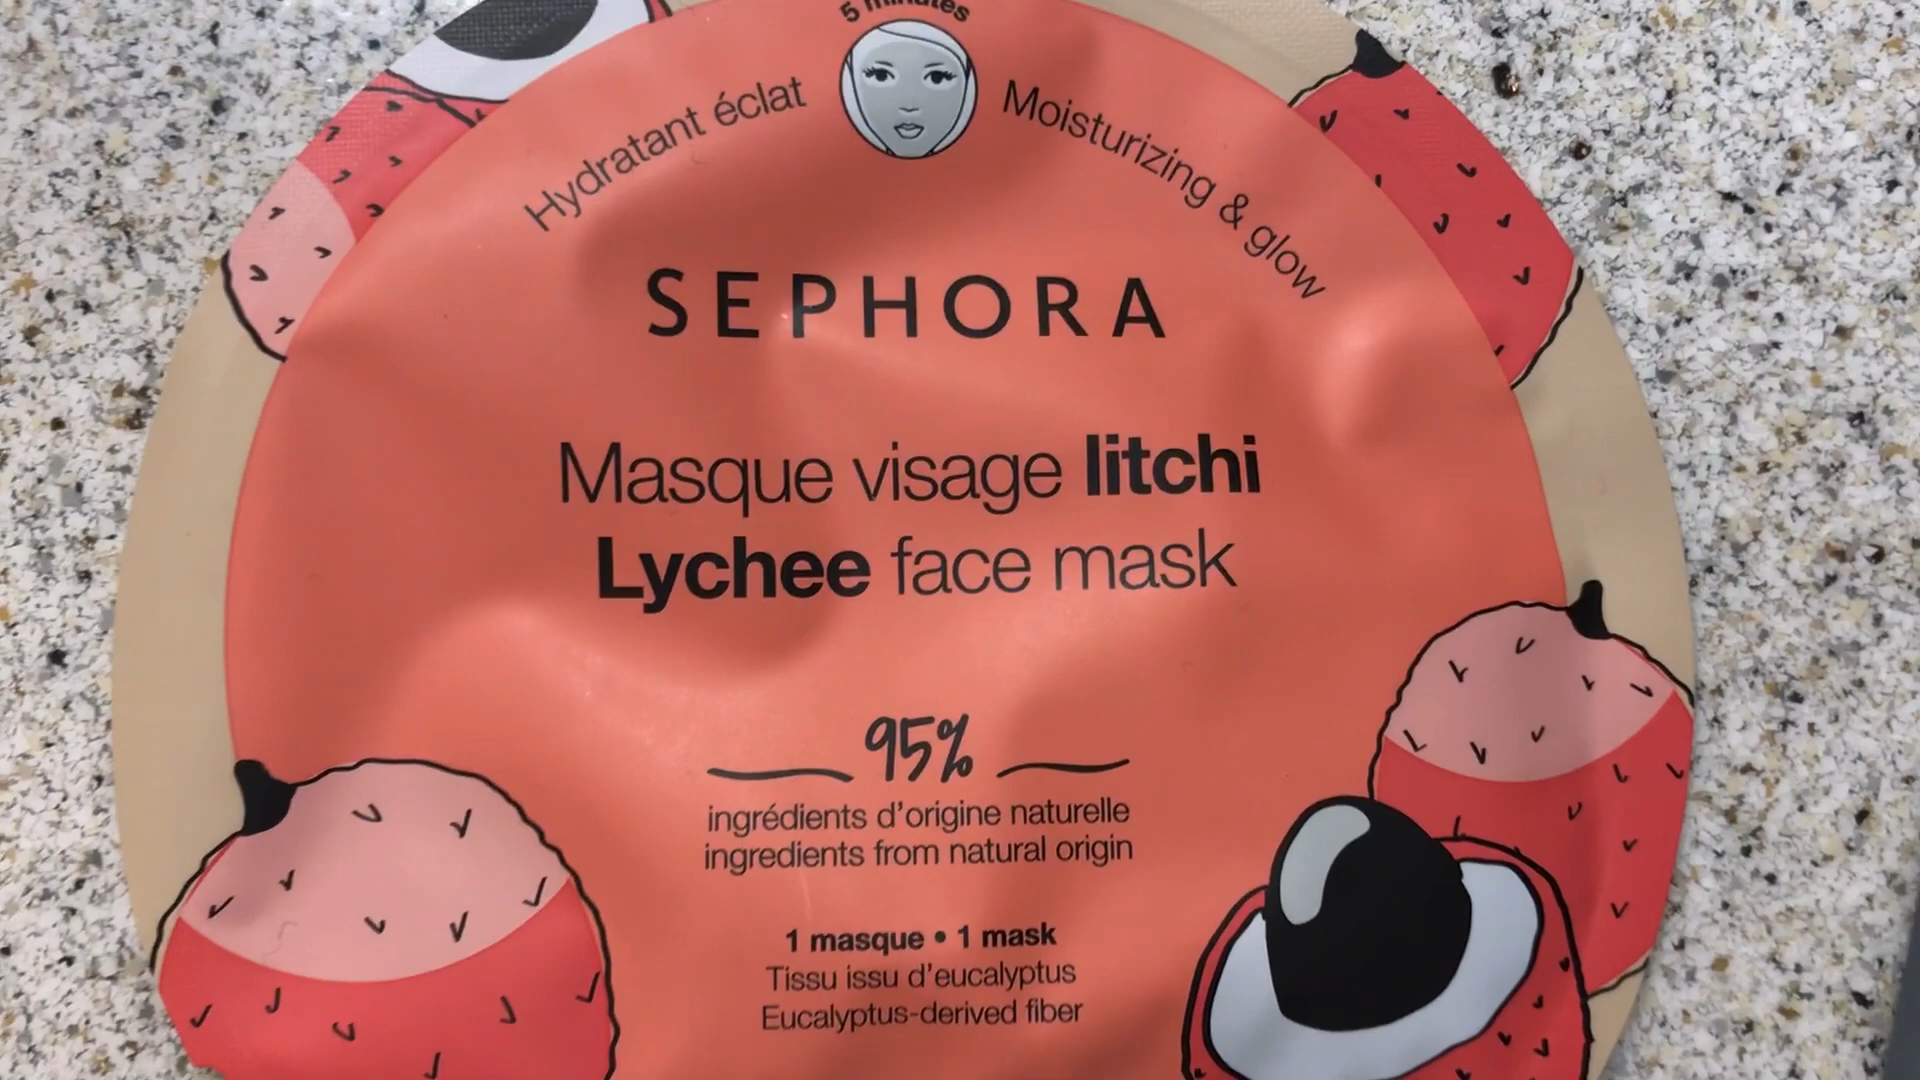 5 minutes
Hydratant éclat
Moisturizing & glow
SEPHORA
Masque visage litchi
Lychee face mask
95%
ingrédients d'origine naturelle
ingredients from natural origin
1 masque • 1 mask
Tissu issu d'eucalyptus
Eucalyptus-derived fiber